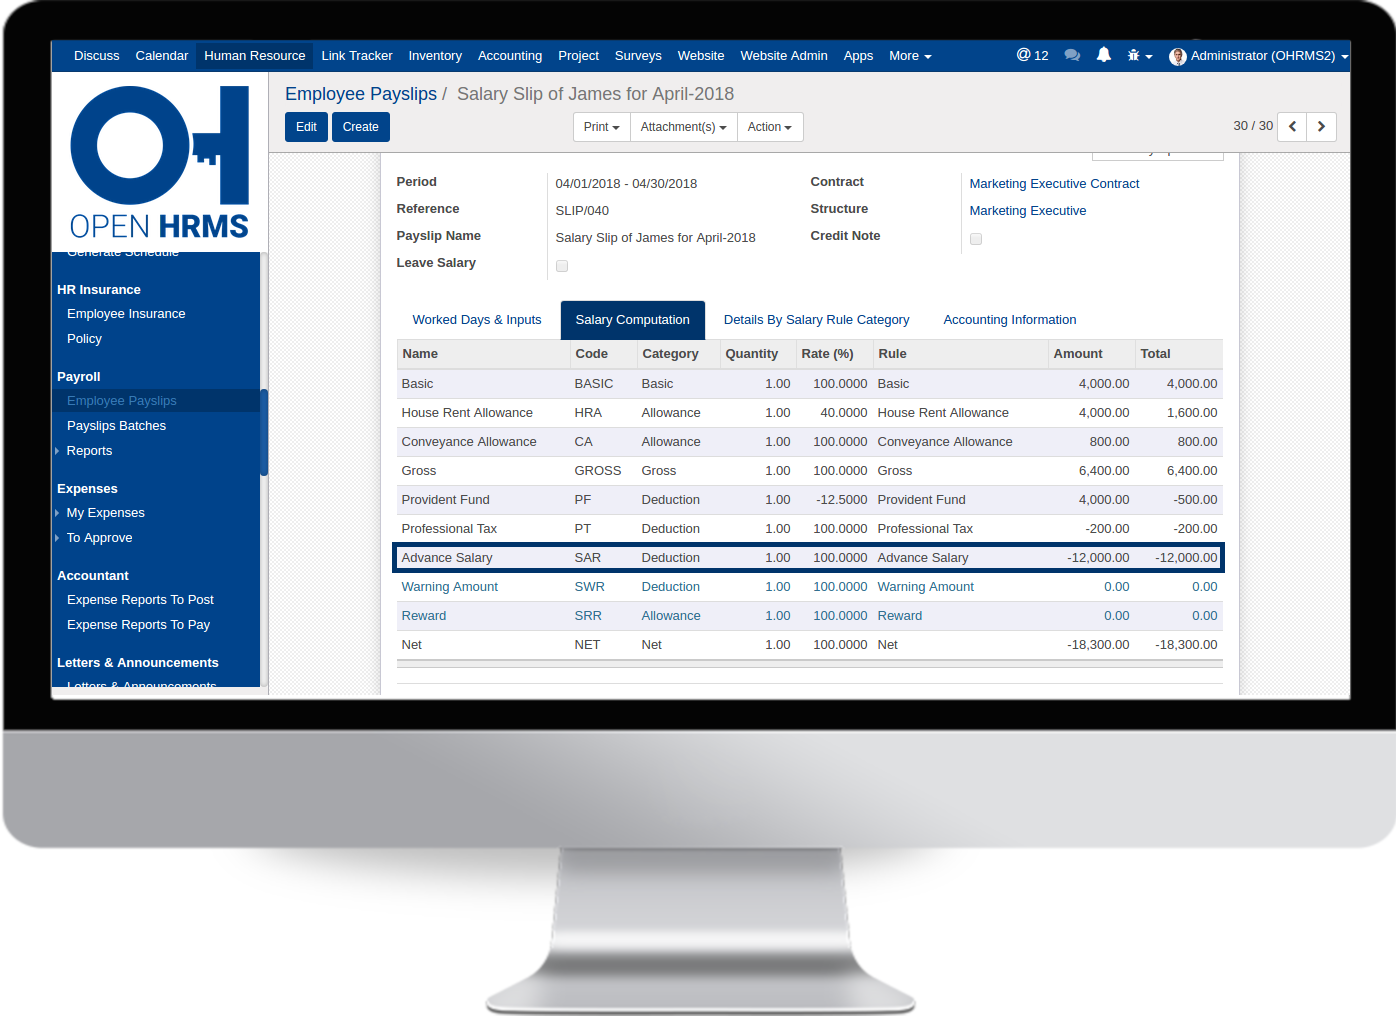 Discuss Calendar Human Resource Link Tracker Inventory Accounting Project Surveys Website Website Admin Apps More @ 12 Administrator (OHRMS2)
OPEN HRMS
Employee Payslips / Salary Slip of James for April-2018
Edit Create Print Attachment(s) Action 30 / 30
Generate Schedule
HR Insurance
Employee Insurance
Policy
Payroll
Employee Payslips
Payslips Batches
Reports
Expenses
My Expenses
To Approve
Accountant
Expense Reports To Post
Expense Reports To Pay
Letters & Announcements
Letters & Announcements
Period 04/01/2018 - 04/30/2018 Contract Marketing Executive Contract
Reference SLIP/040 Structure Marketing Executive
Payslip Name Salary Slip of James for April-2018 Credit Note
Leave Salary
Worked Days & Inputs Salary Computation Details By Salary Rule Category Accounting Information
Name Code Category Quantity Rate (%) Rule Amount Total
Basic BASIC Basic 1.00 100.0000 Basic 4,000.00 4,000.00
House Rent Allowance HRA Allowance 1.00 40.0000 House Rent Allowance 4,000.00 1,600.00
Conveyance Allowance CA Allowance 1.00 100.0000 Conveyance Allowance 800.00 800.00
Gross GROSS Gross 1.00 100.0000 Gross 6,400.00 6,400.00
Provident Fund PF Deduction 1.00 -12.5000 Provident Fund 4,000.00 -500.00
Professional Tax PT Deduction 1.00 100.0000 Professional Tax -200.00 -200.00
Advance Salary SAR Deduction 1.00 100.0000 Advance Salary -12,000.00 -12,000.00
Warning Amount SWR Deduction 1.00 100.0000 Warning Amount 0.00 0.00
Reward SRR Allowance 1.00 100.0000 Reward 0.00 0.00
Net NET Net 1.00 100.0000 Net -18,300.00 -18,300.00